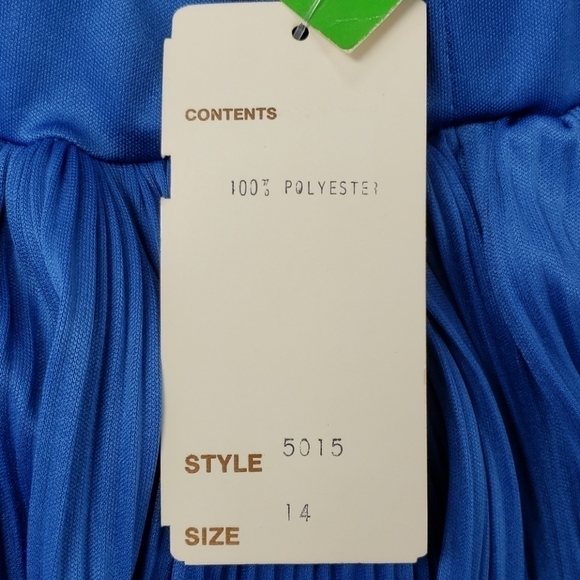 CONTENTS
100% POLYESTER
STYLE 5015
SIZE 14